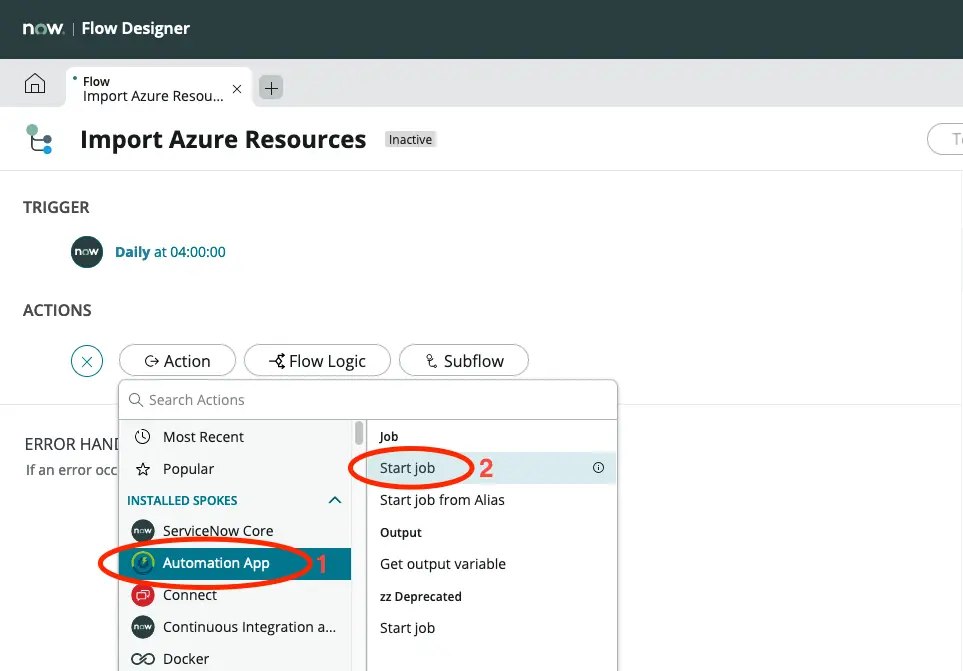 now. | Flow Designer
Flow
Import Azure Resou...
Import Azure Resources Inactive
TRIGGER
now Daily at 04:00:00
ACTIONS
Action Flow Logic Subflow
Search Actions
ERROR HAND
If an error occ
Most Recent
Popular
INSTALLED SPOKES
now ServiceNow Core
Automation App 1
Connect
now Continuous Integration a...
Docker
Job
Start job 2
Start job from Alias
Output
Get output variable
zz Deprecated
Start job